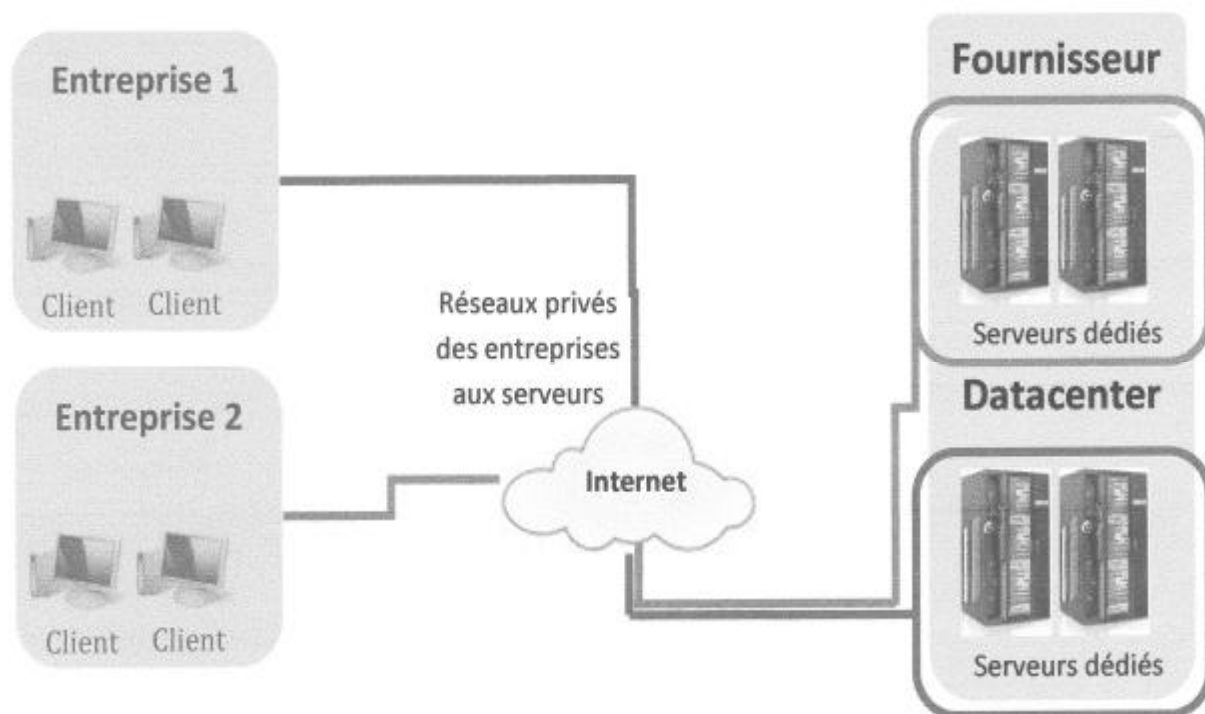 Entreprise 1
Client Client
Entreprise 2
Client Client
Réseaux privés
des entreprises
aux serveurs
Internet
Fournisseur
Serveurs dédiés
Datacenter
Serveurs dédiés